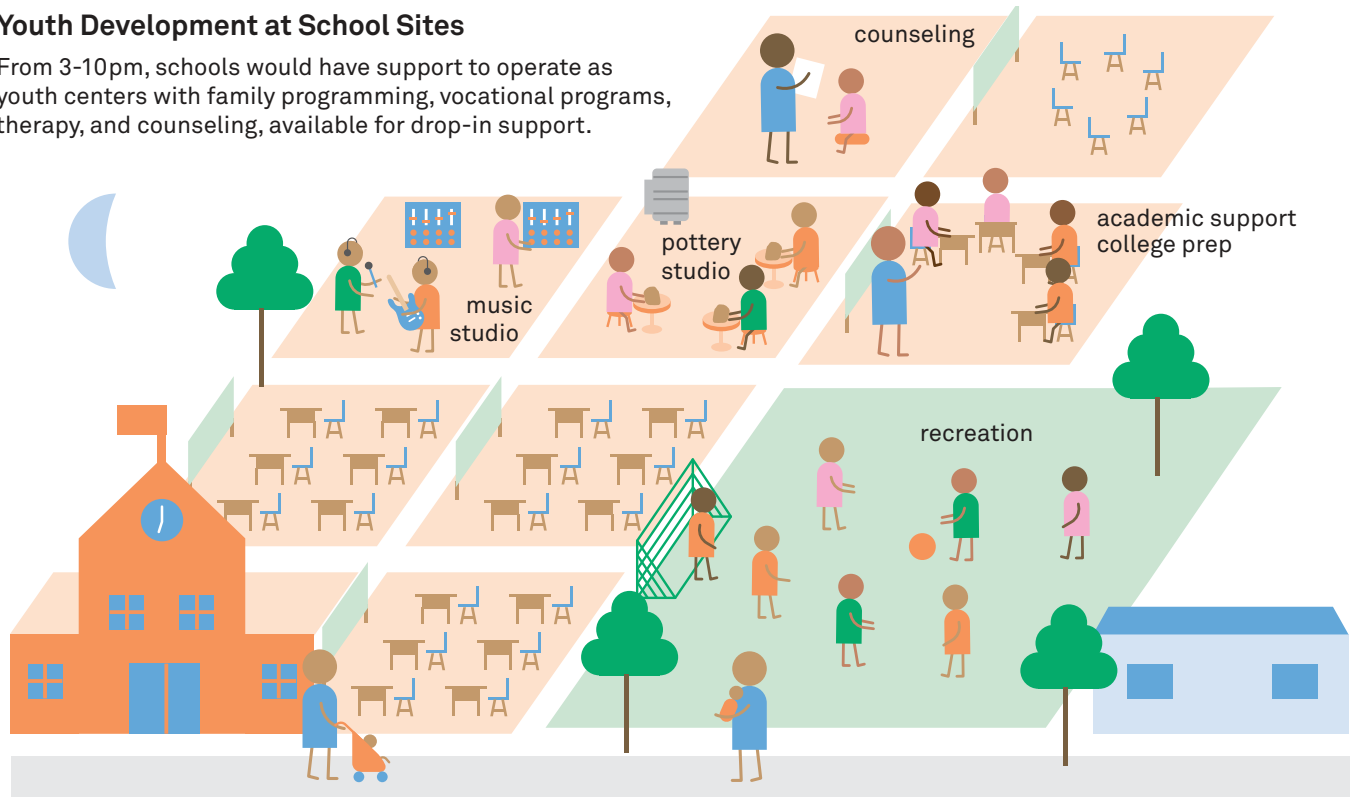 Youth Development at School Sites
From 3-10pm, schools would have support to operate as
youth centers with family programming, vocational programs,
therapy, and counseling, available for drop-in support.
counseling
academic support
college prep
pottery
studio
music
studio
recreation